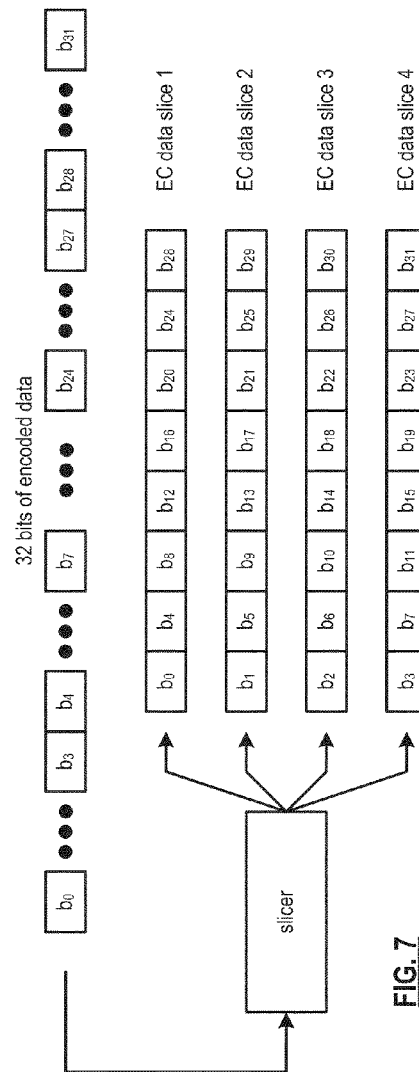 32 bits of encoded data
b0 ●●● b3 b4 ●●● b7 ●●● b24 ●●● b27 b28 ●●● b31
slicer
b0 b4 b8 b12 b16 b20 b24 b28 EC data slice 1
b1 b5 b9 b13 b17 b21 b25 b29 EC data slice 2
b2 b6 b10 b14 b18 b22 b26 b30 EC data slice 3
b3 b7 b11 b15 b19 b23 b27 b31 EC data slice 4
FIG. 7